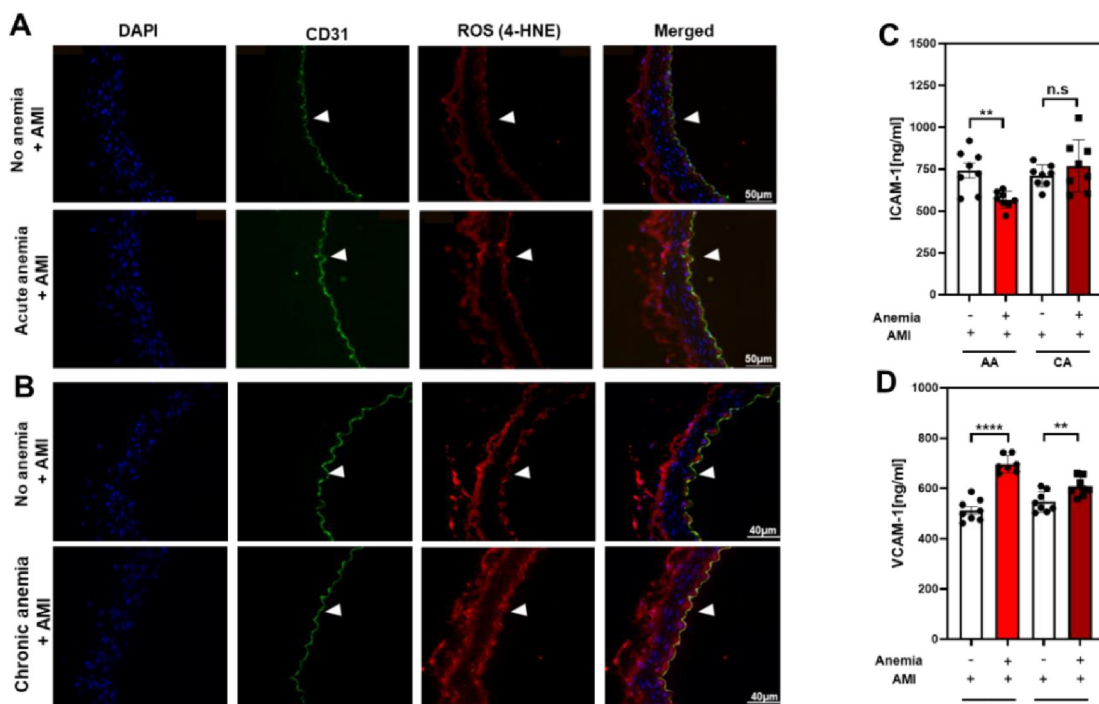 A
DAPI
CD31
ROS (4-HNE)
Merged
No anemia
+ AMI
50µm
Acute anemia
+ AMI
50µm
B
No anemia
+ AMI
40µm
Chronic anemia
+ AMI
40µm
C
1500
1250
1000
750
500
250
0
ICAM-1[ng/ml]
**
n.s
Anemia - + - +
AMI + + + +
AA CA
D
1000
800
600
400
200
0
VCAM-1[ng/ml]
****
**
Anemia - + - +
AMI + + + +